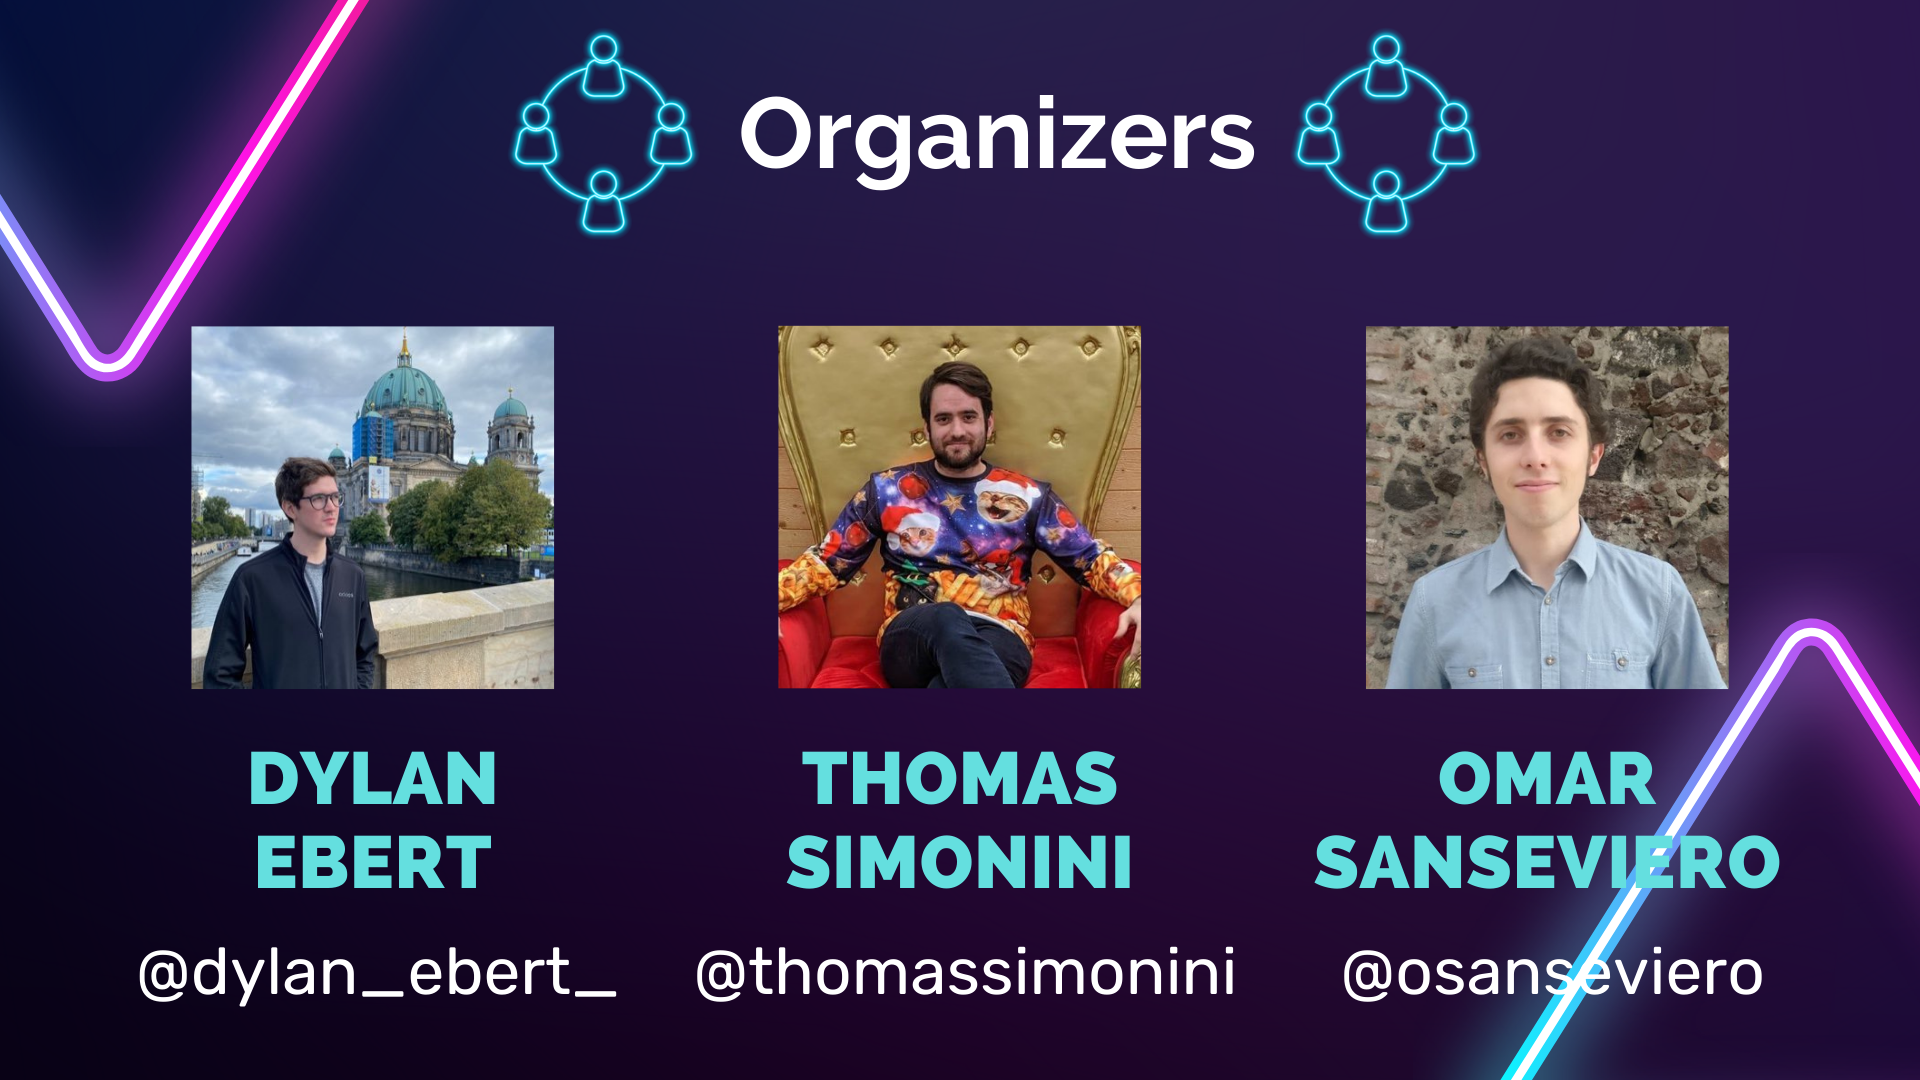 Organizers
DYLAN
EBERT
@dylan_ebert_
THOMAS
SIMONINI
@thomassimonini
OMAR
SANSEVIERO
@osanseviero